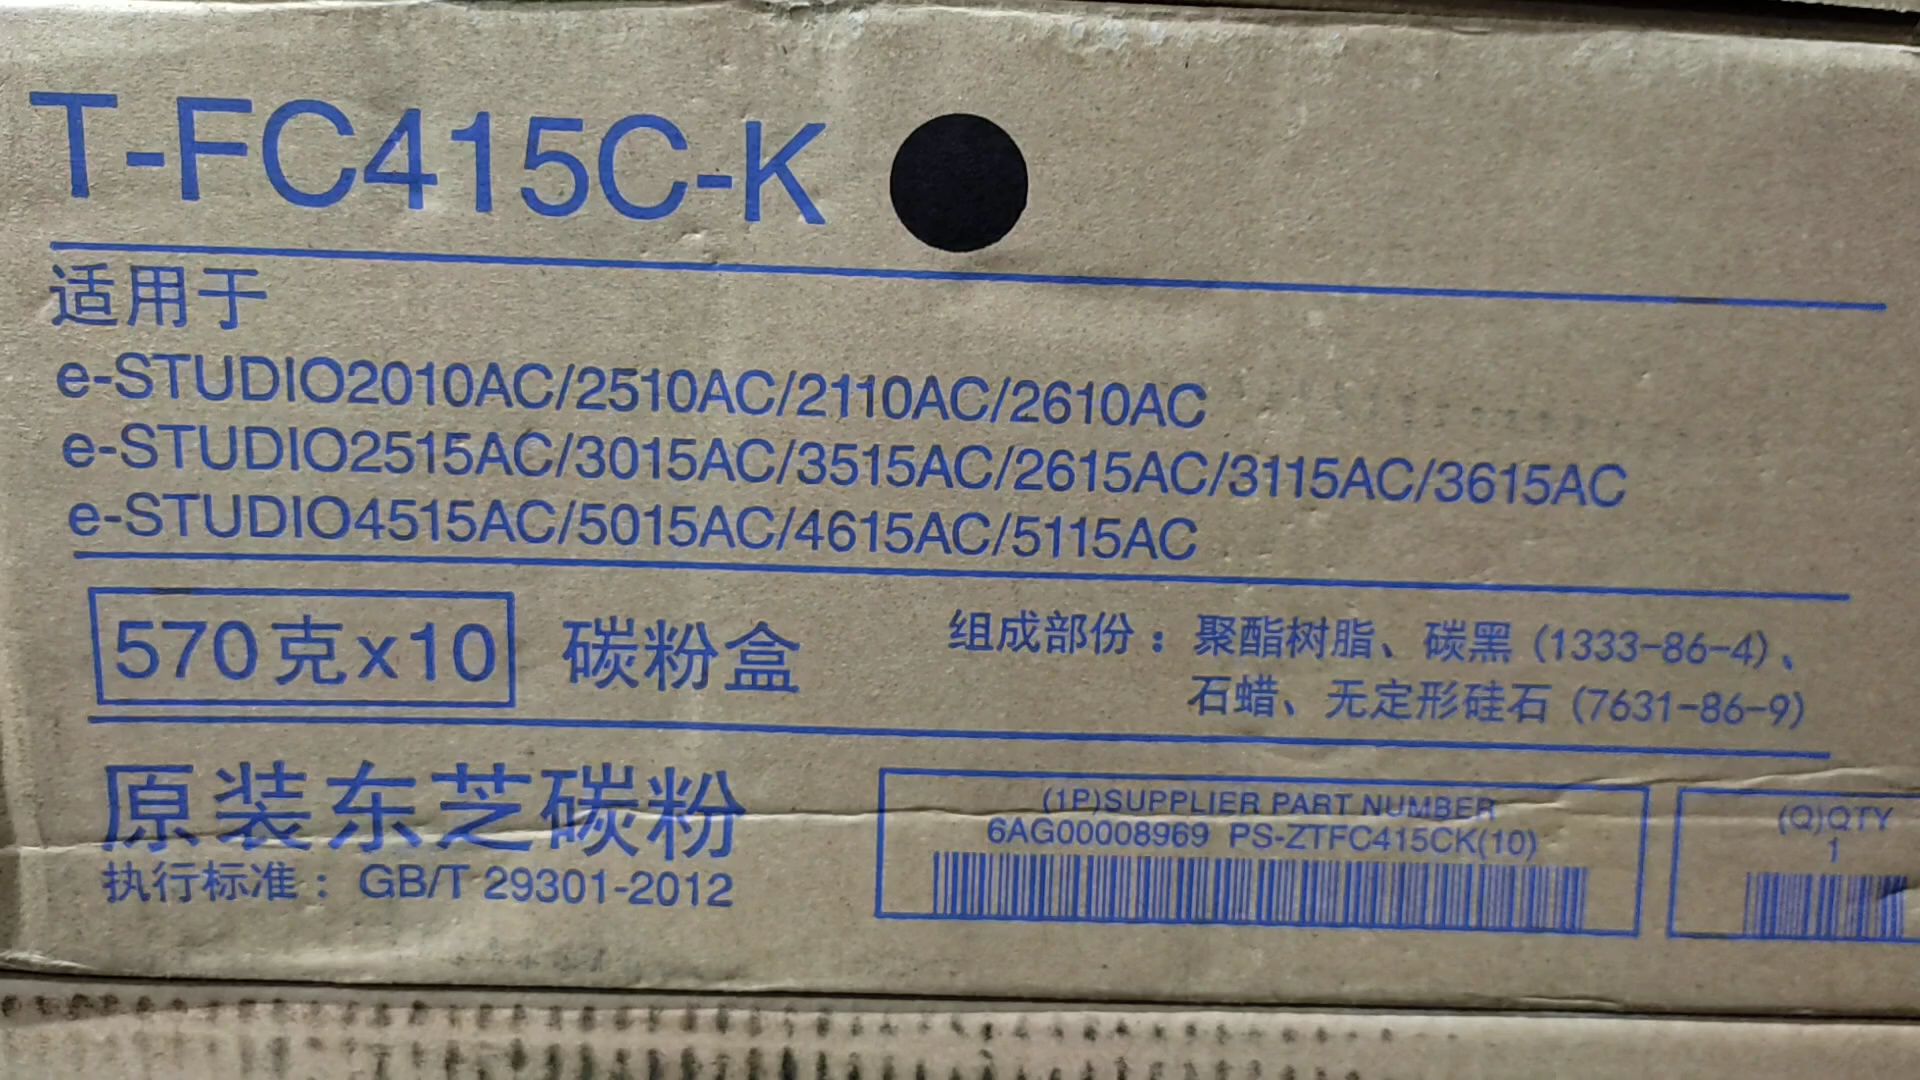 T-FC415C-K
适用于
e-STUDIO2010AC/2510AC/2110AC/2610AC
e-STUDIO2515AC/3015AC/3515AC/2615AC/3115AC/3615AC
e-STUDIO4515AC/5015AC/4615AC/5115AC
570克x10 碳粉盒
组成部份：聚酯树脂、碳黑 (1333-86-4)、
石蜡、无定形硅石 (7631-86-9)
原装东芝碳粉
执行标准：GB/T 29301-2012
(1P)SUPPLIER PART NUMBER
6AG00008969 PS-ZTFC415CK(10)
(Q)QTY
1